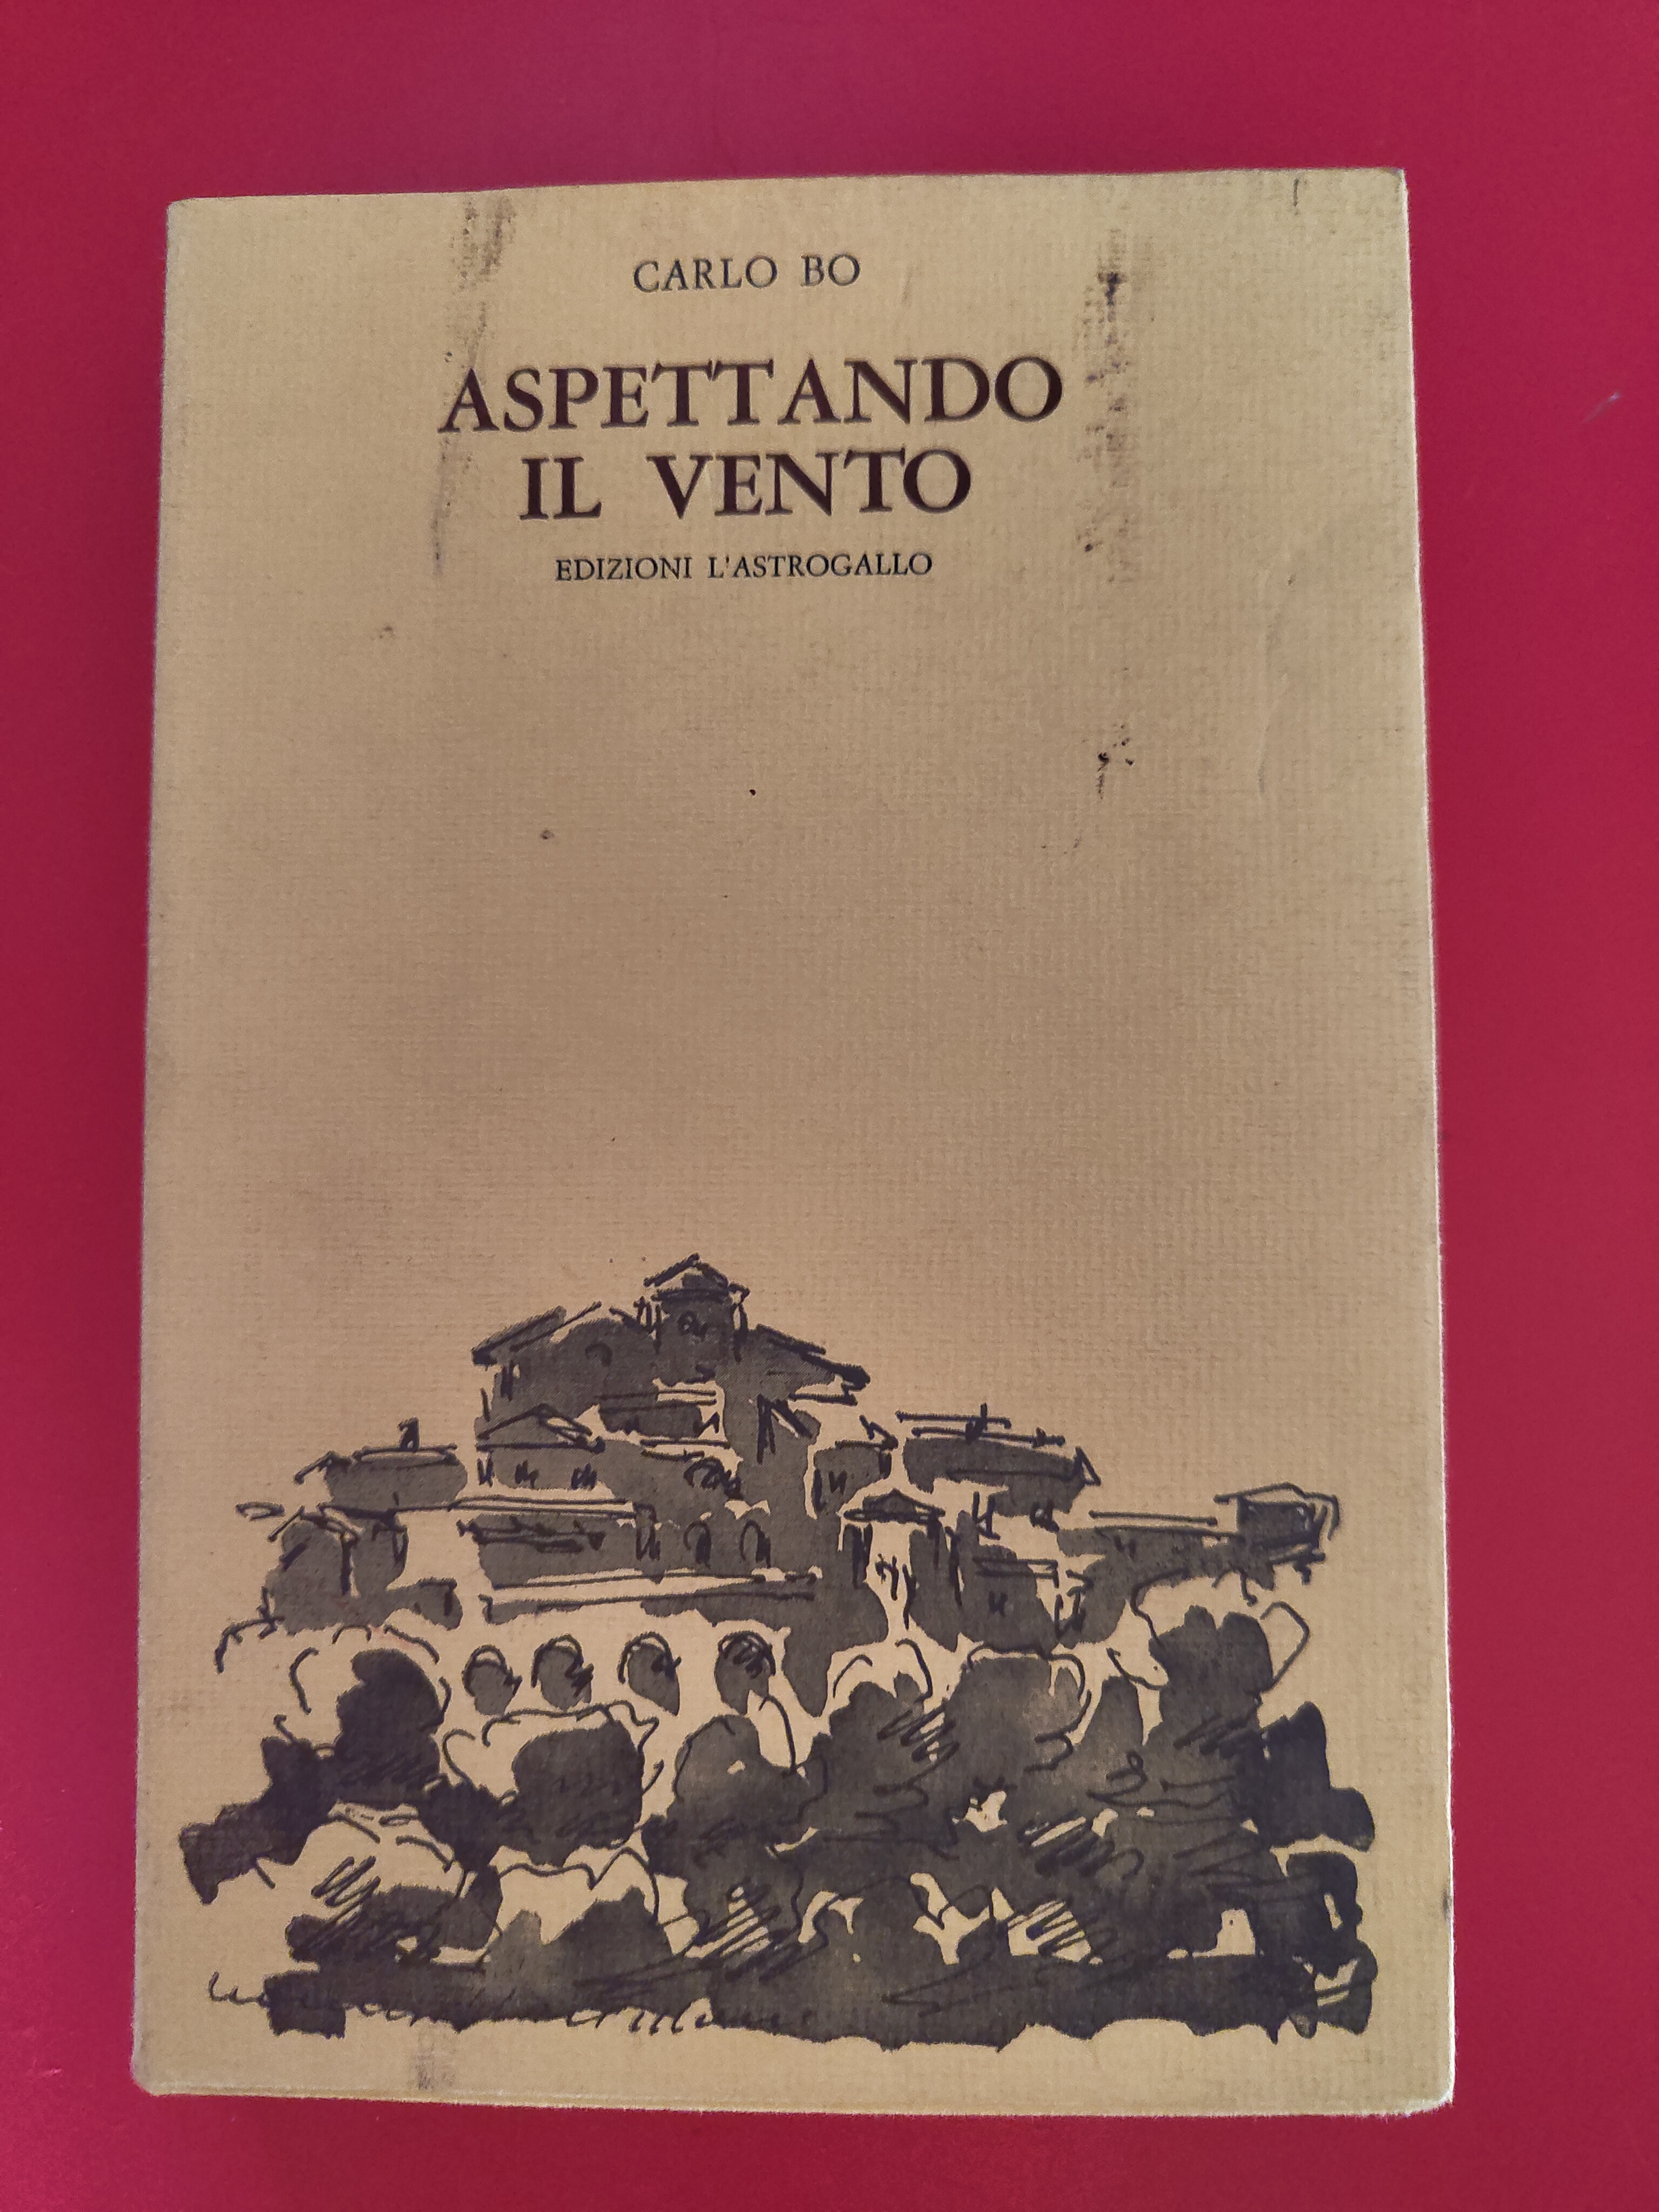 CARLO BO
ASPETTANDO
IL VENTO
EDIZIONI L'ASTROGALLO